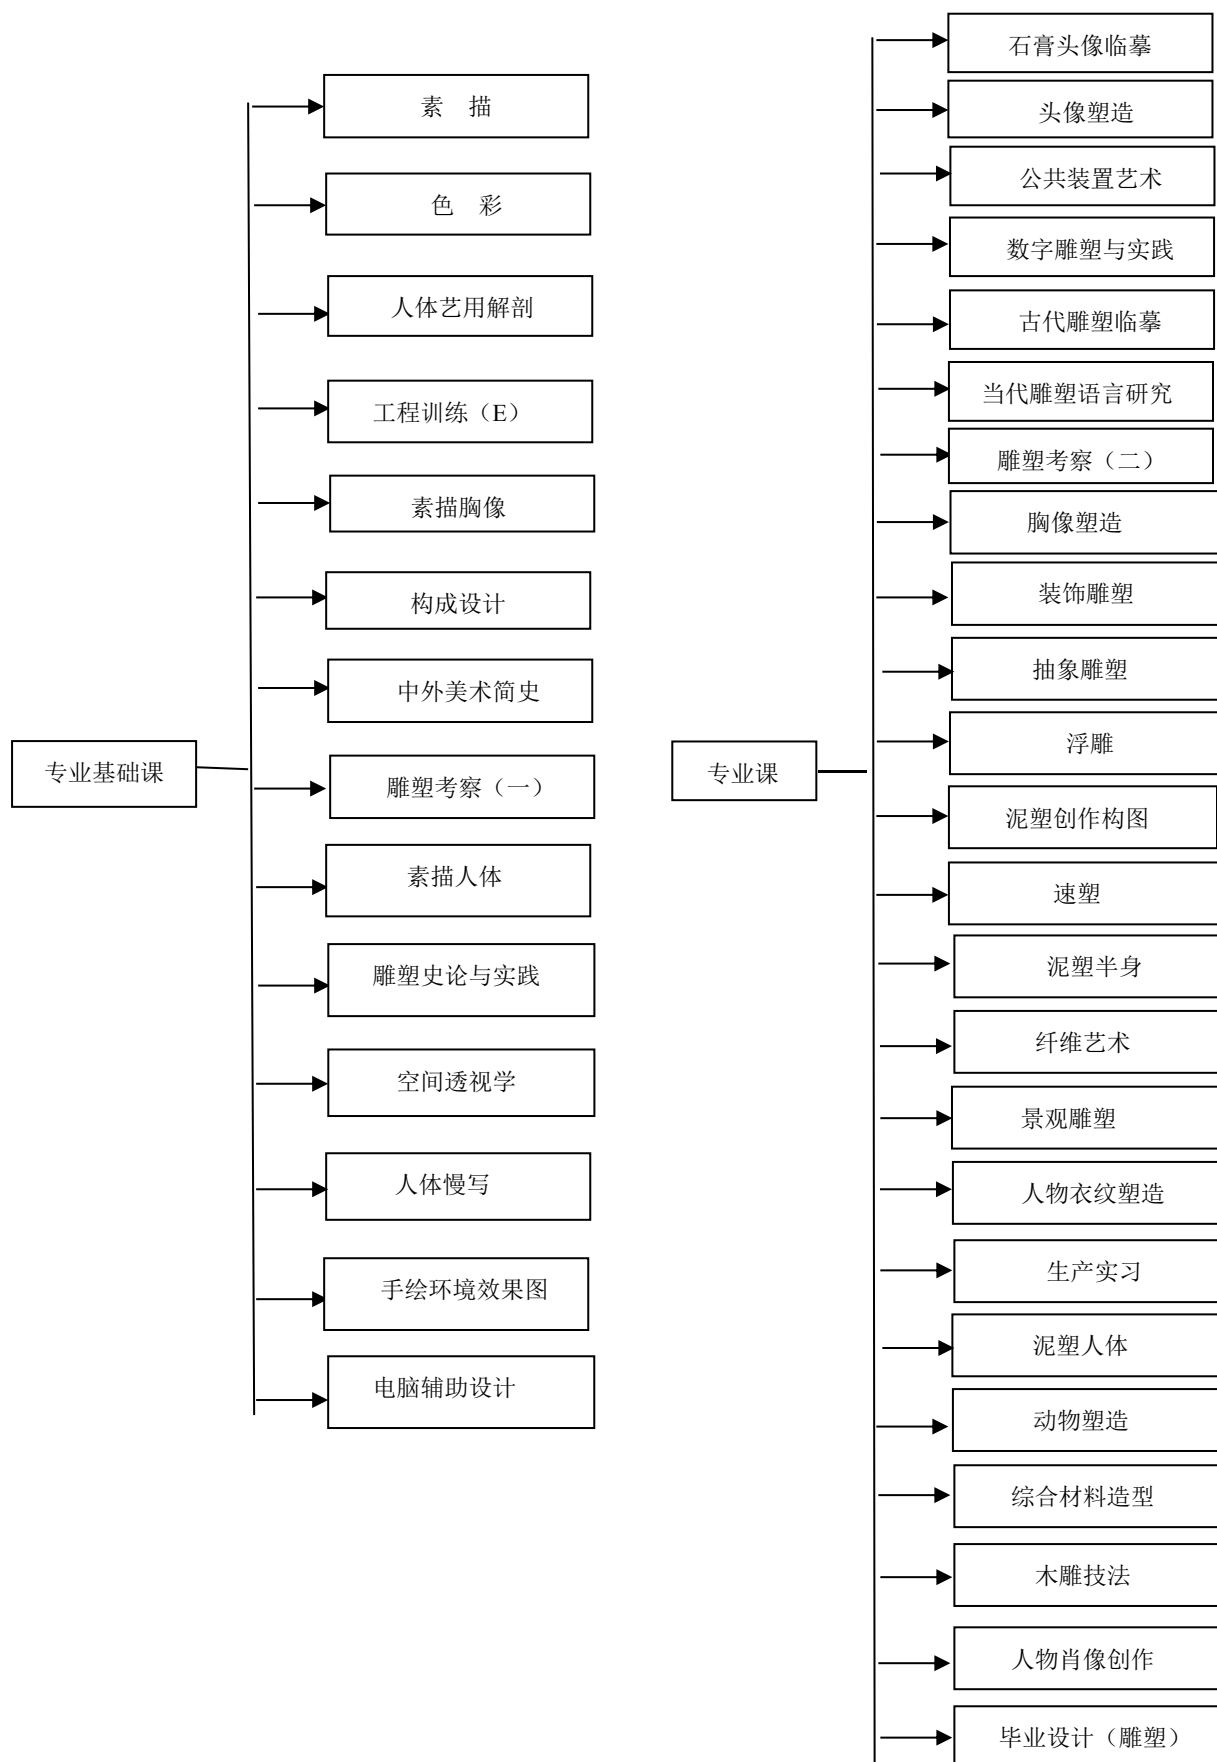 专业基础课
素　描
色　彩
人体艺用解剖
工程训练（E）
素描胸像
构成设计
中外美术简史
雕塑考察（一）
素描人体
雕塑史论与实践
空间透视学
人体慢写
手绘环境效果图
电脑辅助设计
专业课
石膏头像临摹
头像塑造
公共装置艺术
数字雕塑与实践
古代雕塑临摹
当代雕塑语言研究
雕塑考察（二）
胸像塑造
装饰雕塑
抽象雕塑
浮雕
泥塑创作构图
速塑
泥塑半身
纤维艺术
景观雕塑
人物衣纹塑造
生产实习
泥塑人体
动物塑造
综合材料造型
木雕技法
人物肖像创作
毕业设计（雕塑）